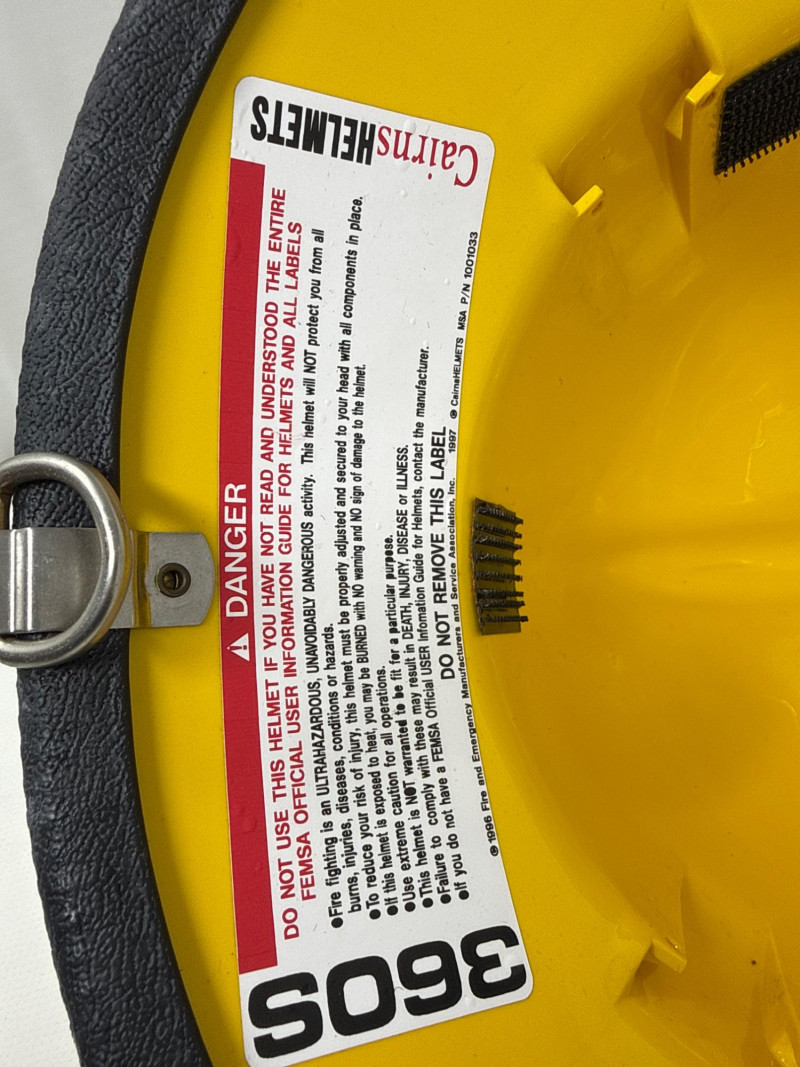 CairnsHELMETS
360S
⚠ DANGER
DO NOT USE THIS HELMET IF YOU HAVE NOT READ AND UNDERSTOOD THE ENTIRE
FEMSA OFFICIAL USER INFORMATION GUIDE FOR HELMETS AND ALL LABELS
●Fire fighting is an ULTRAHAZARDOUS, UNAVOIDABLY DANGEROUS activity. This helmet will NOT protect you from all
burns, injuries, diseases, conditions or hazards.
●To reduce your risk of injury, this helmet must be properly adjusted and secured to your head with all components in place.
●If this helmet is exposed to heat, you may be BURNED with NO warning and NO sign of damage to the helmet.
●Use extreme caution for all operations.
●This helmet is NOT warranted to be fit for a particular purpose.
●Failure to comply with these may result in DEATH, INJURY, DISEASE or ILLNESS.
●If you do not have a FEMSA Official USER Infomation Guide for Helmets, contact the manufacturer.
DO NOT REMOVE THIS LABEL
©1996 Fire and Emergency Manufacturers and Service Association, Inc. 1997 © CairnsHELMETS MSA P/N 1001033